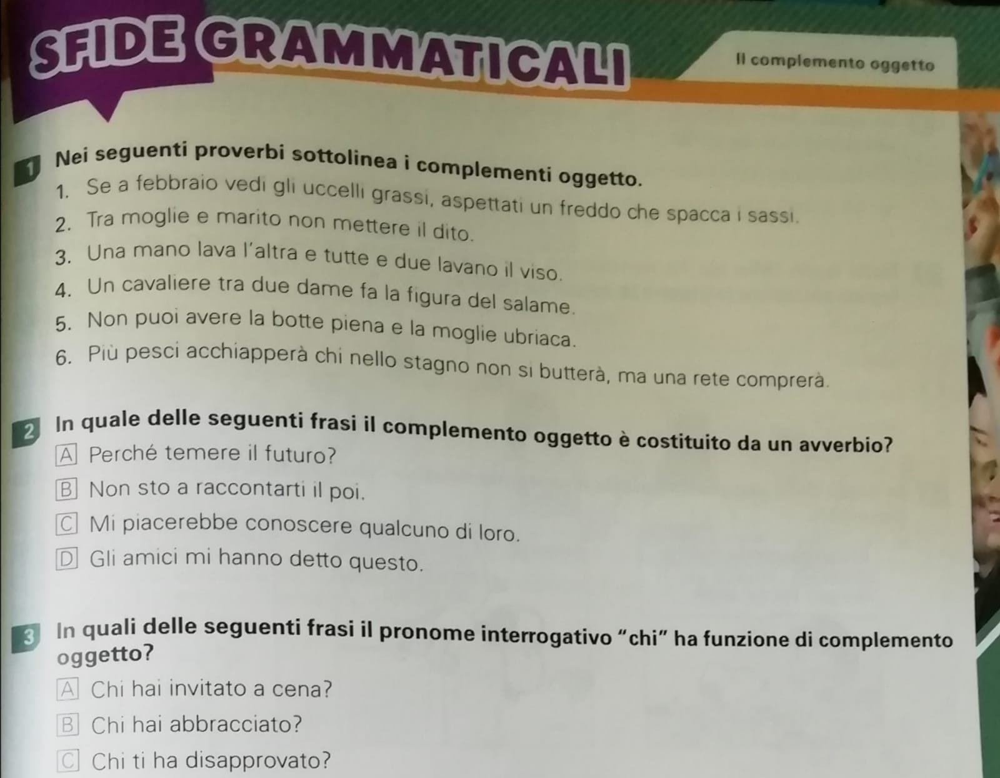 SFIDE GRAMMATICALI
Il complemento oggetto
1 Nei seguenti proverbi sottolinea i complementi oggetto.
1. Se a febbraio vedi gli uccelli grassi, aspettati un freddo che spacca i sassi.
2. Tra moglie e marito non mettere il dito.
3. Una mano lava l'altra e tutte e due lavano il viso.
4. Un cavaliere tra due dame fa la figura del salame.
5. Non puoi avere la botte piena e la moglie ubriaca.
6. Più pesci acchiapperà chi nello stagno non si butterà, ma una rete comprerà.
2 In quale delle seguenti frasi il complemento oggetto è costituito da un avverbio?
A Perché temere il futuro?
B Non sto a raccontarti il poi.
C Mi piacerebbe conoscere qualcuno di loro.
D Gli amici mi hanno detto questo.
3 In quali delle seguenti frasi il pronome interrogativo "chi" ha funzione di complemento
oggetto?
A Chi hai invitato a cena?
B Chi hai abbracciato?
C Chi ti ha disapprovato?